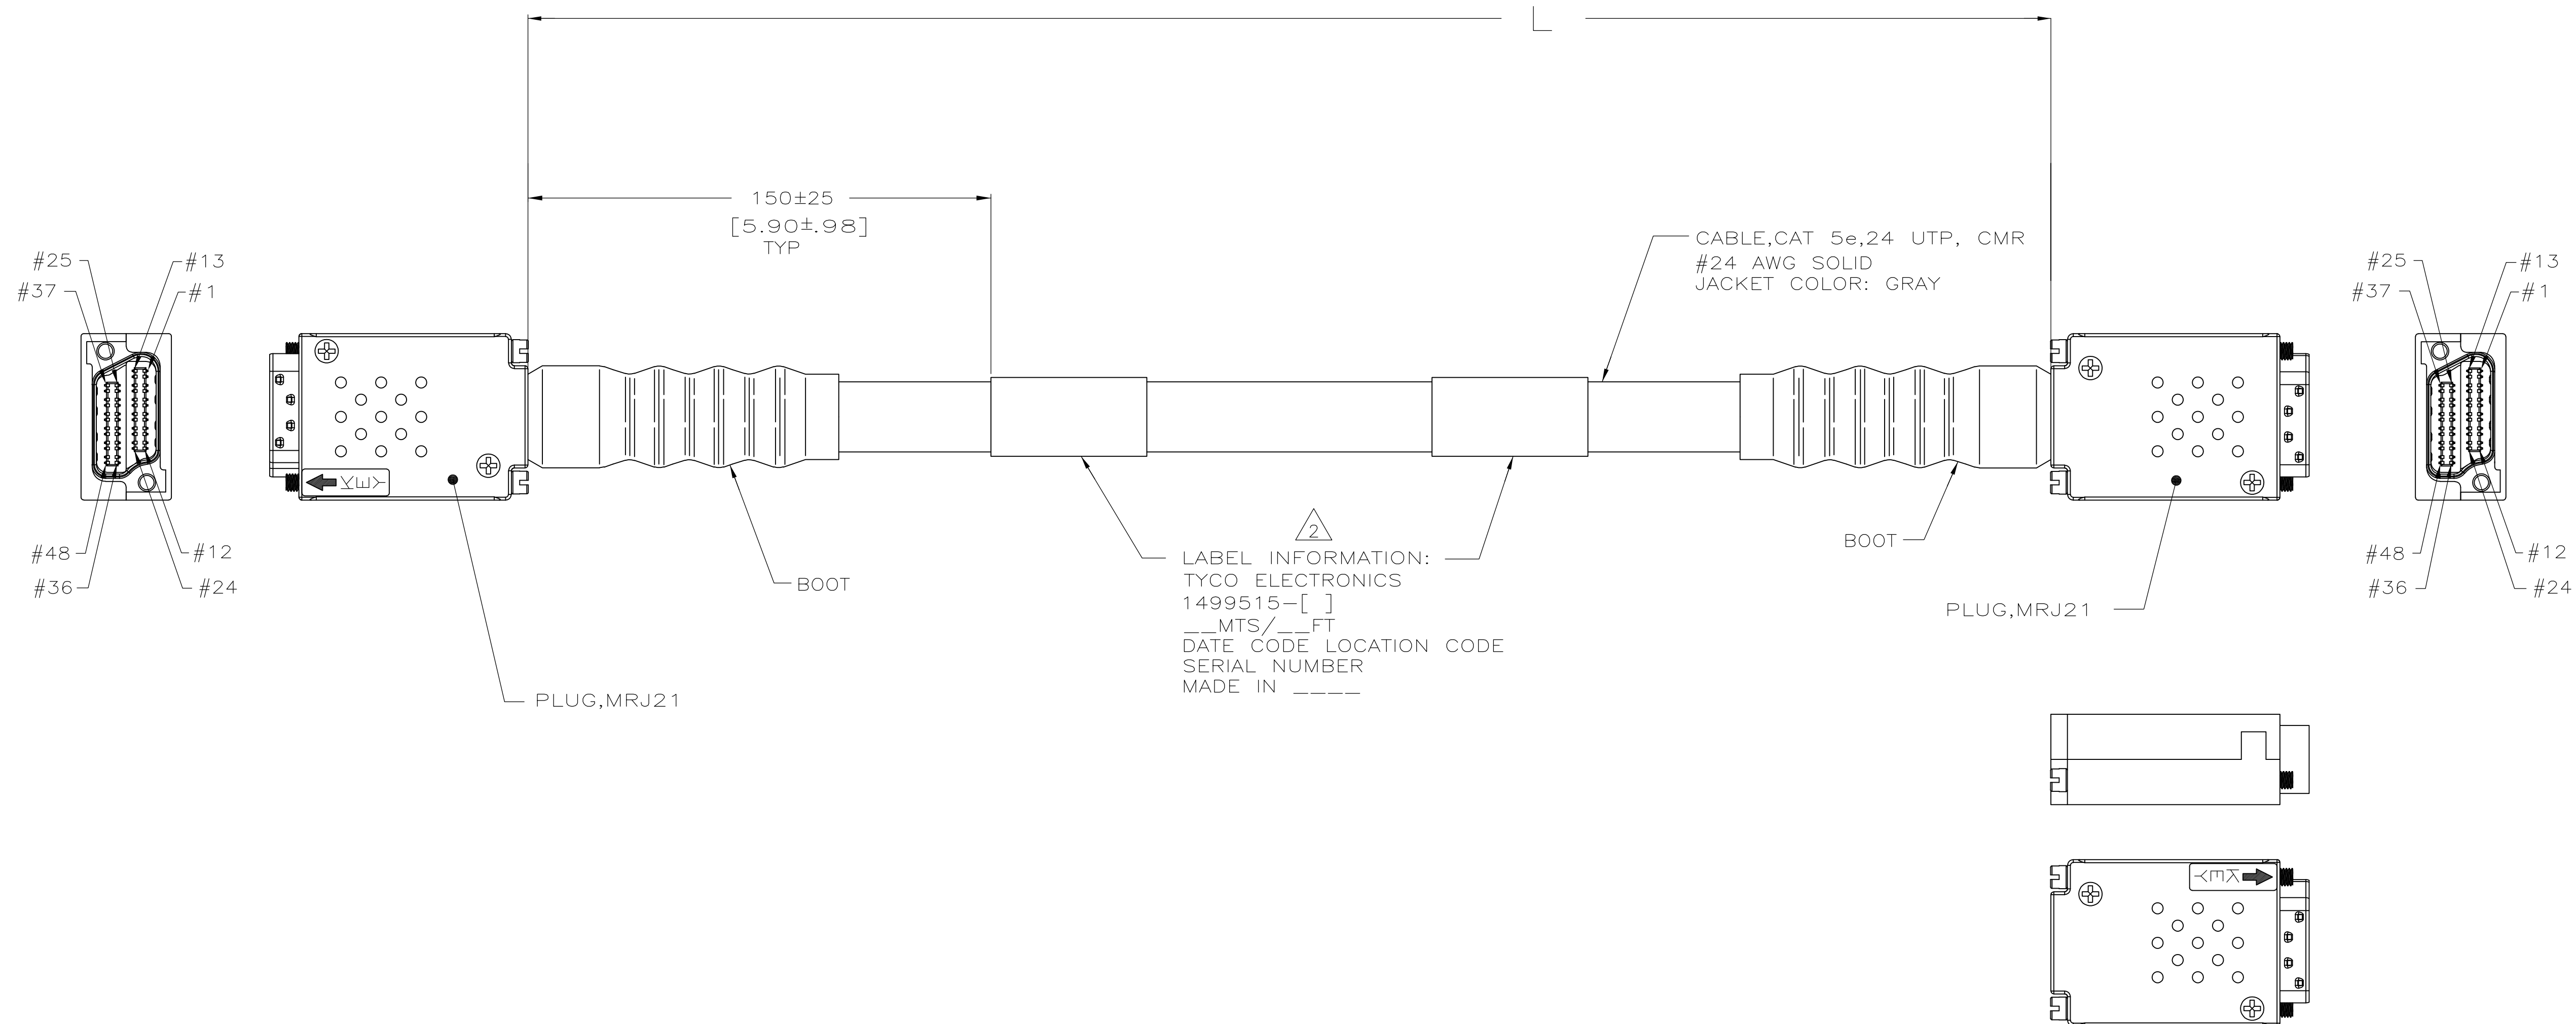 L
150±25
[5.90±.98]
TYP
CABLE,CAT 5e,24 UTP, CMR
#24 AWG SOLID
JACKET COLOR: GRAY
#25
#37
#13
#1
#25
#37
#13
#1
KEY
#48
#36
#12
#24
BOOT
PLUG,MRJ21
2
LABEL INFORMATION:
TYCO ELECTRONICS
1499515-[ ]
__MTS/__FT
DATE CODE LOCATION CODE
SERIAL NUMBER
MADE IN ____
BOOT
PLUG,MRJ21
#48
#36
#12
#24
KEY